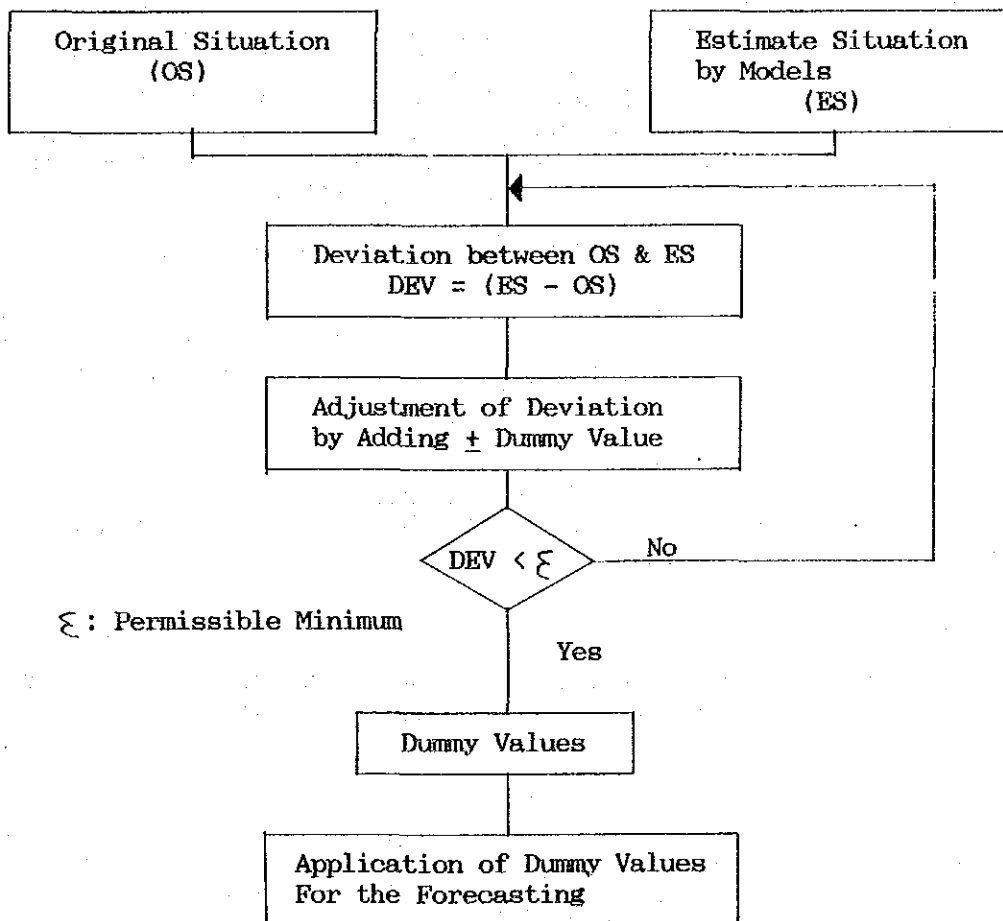 Original Situation
(OS)
Estimate Situation
by Models
(ES)
Deviation between OS & ES
DEV = (ES - OS)
Adjustment of Deviation
by Adding ± Dummy Value
DEV < ξ
No
ξ: Permissible Minimum
Yes
Dummy Values
Application of Dummy Values
For the Forecasting